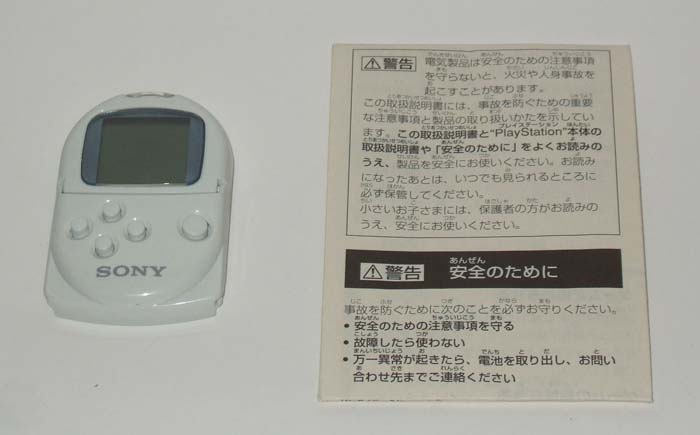 SONY
警告
電気製品は安全のための注意事項
を守らないと、火災や人身事故を
起こすことがあります。
この取扱説明書には、事故を防ぐための重要
な注意事項と製品の取り扱いかたを示してい
ます。この取扱説明書と“PlayStation”本体の
取扱説明書や「安全のために」をよくお読みの
うえ、製品を安全にお使いください。お読み
になったあとは、いつでも見られるところに
必ず保管してください。
小さいお子さまには、保護者の方がお読みの
うえ、安全にお使いください。
警告 安全のために
事故を防ぐために次のことを必ずお守りください。
• 安全のための注意事項を守る
• 故障したら使わない
• 万一異常が起きたら、電池を取り出し、お問い
合わせ先までご連絡ください